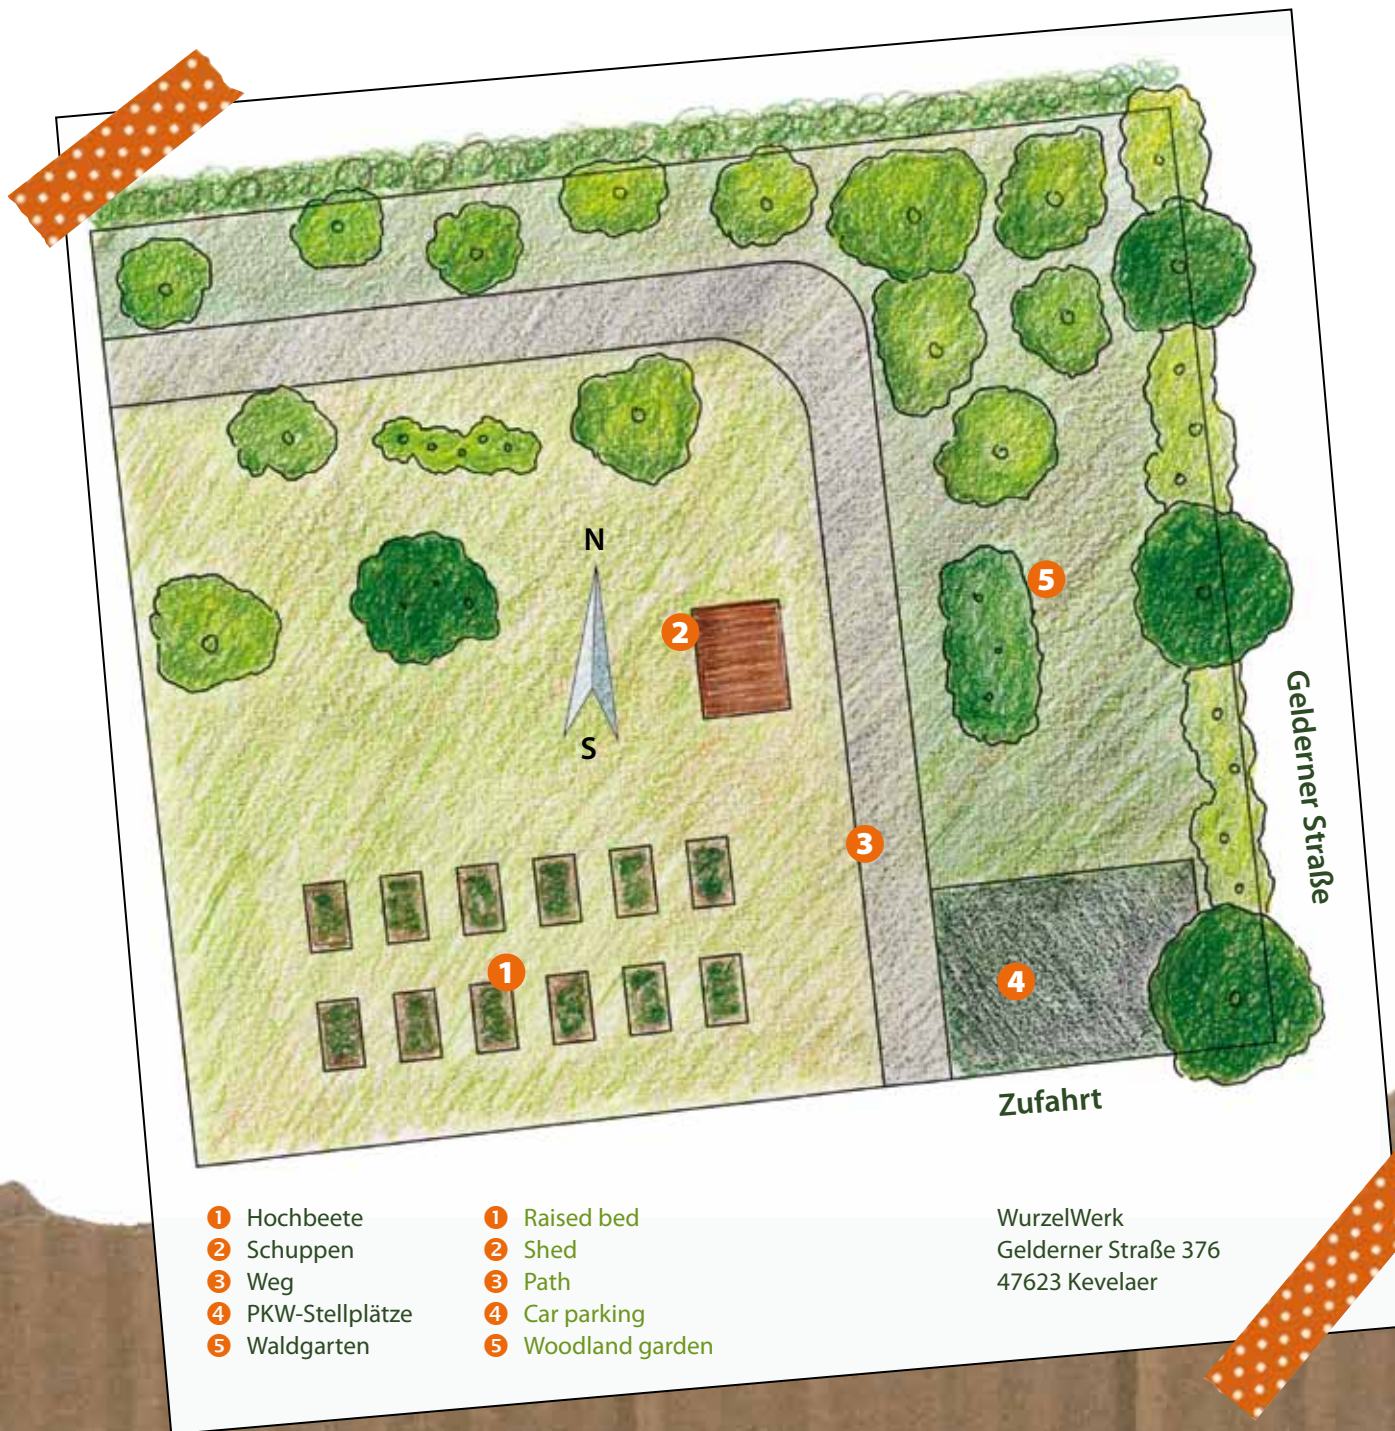 N
S
2
5
3
1
4
Gelderner Straße
Zufahrt
1 Hochbeete
2 Schuppen
3 Weg
4 PKW-Stellplätze
5 Waldgarten
1 Raised bed
2 Shed
3 Path
4 Car parking
5 Woodland garden
WurzelWerk
Gelderner Straße 376
47623 Kevelaer